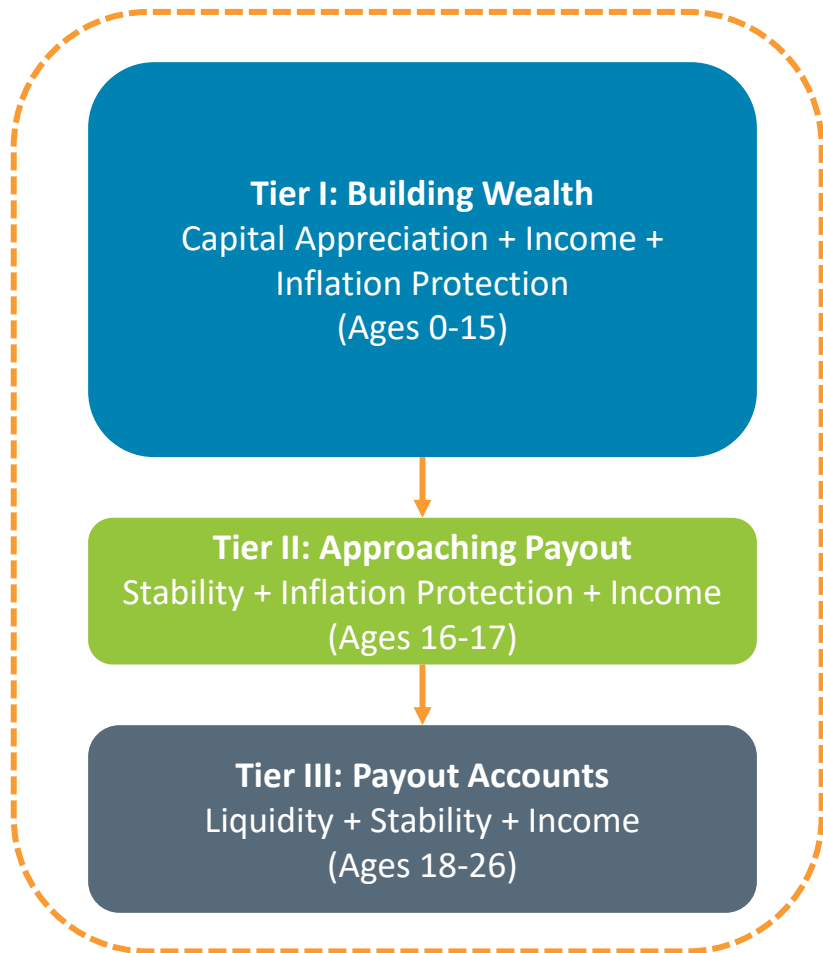 Tier I: Building Wealth
Capital Appreciation + Income +
Inflation Protection
(Ages 0-15)
Tier II: Approaching Payout
Stability + Inflation Protection + Income
(Ages 16-17)
Tier III: Payout Accounts
Liquidity + Stability + Income
(Ages 18-26)